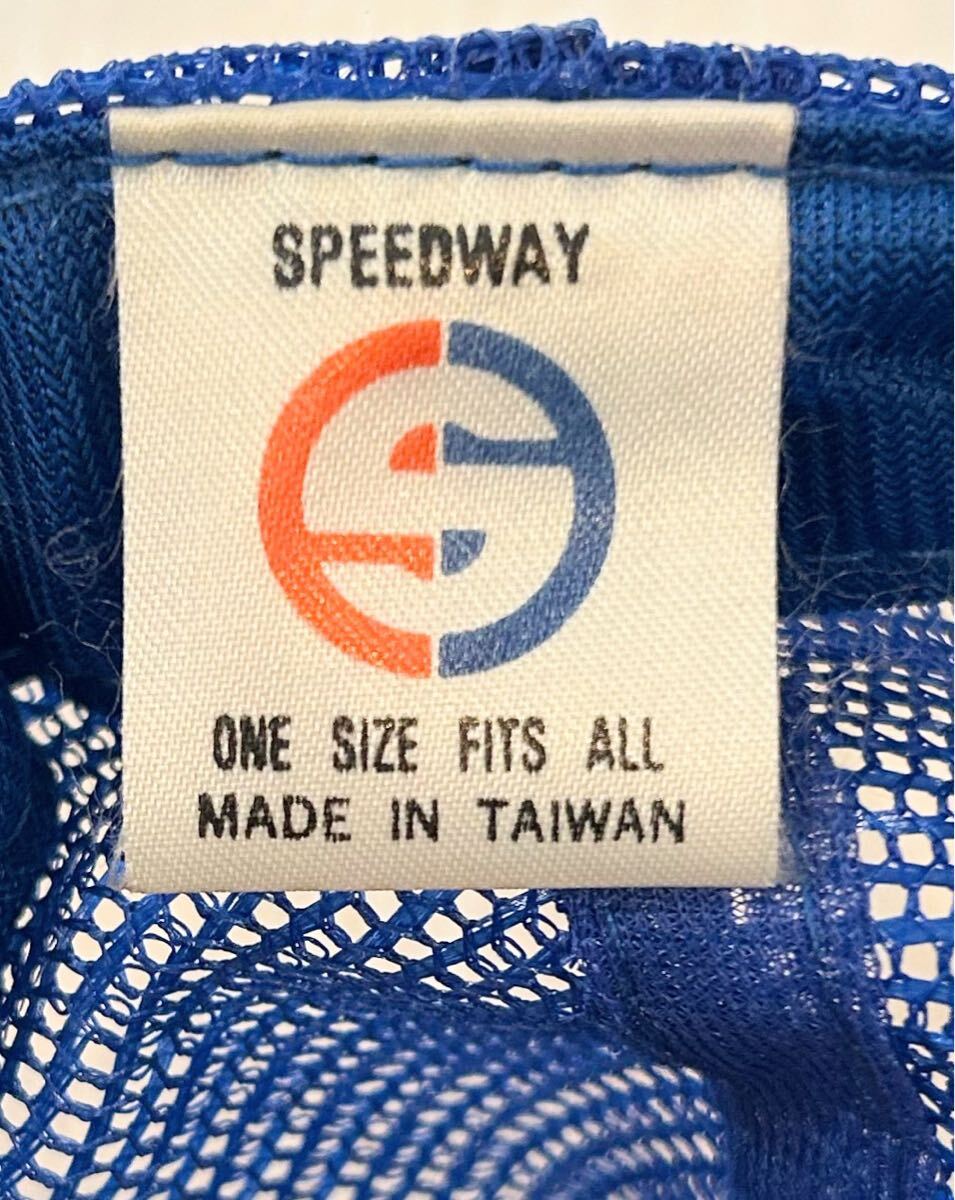 SPEEDWAY
S
ONE SIZE FITS ALL
MADE IN TAIWAN